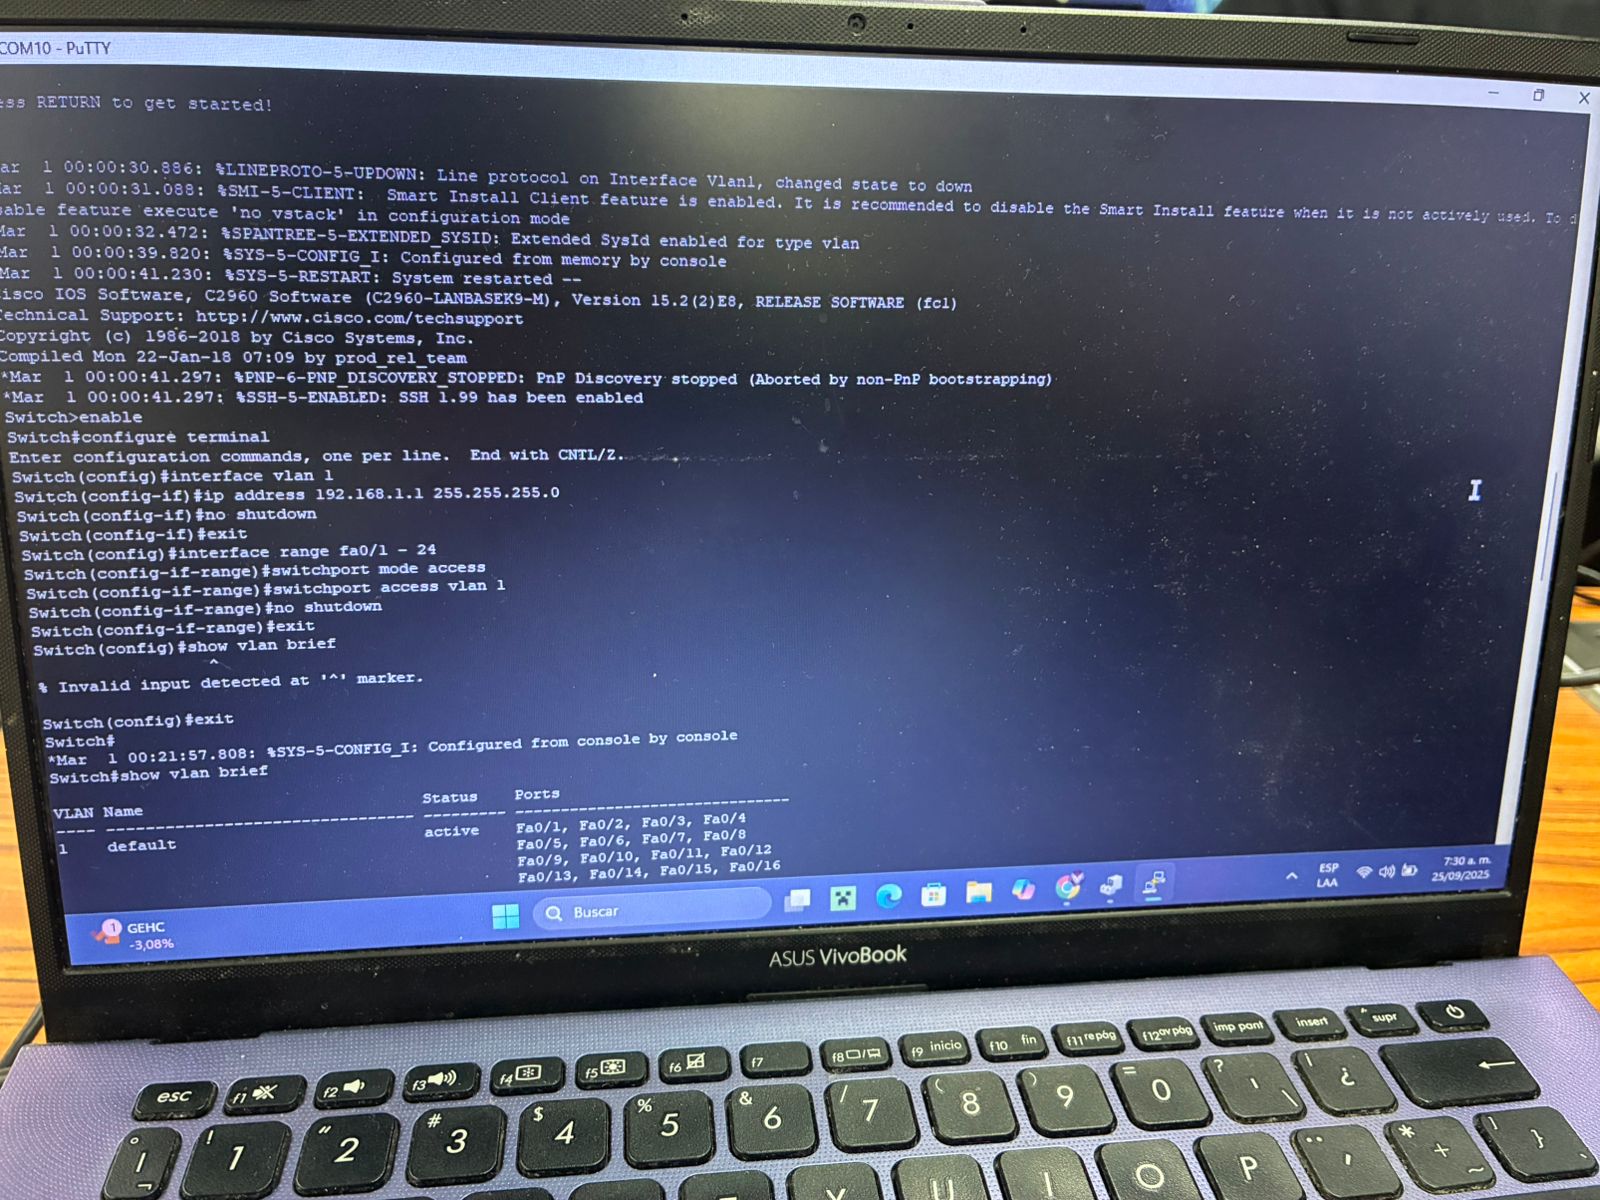 COM10 - PuTTY
ess RETURN to get started!
ar  1 00:00:30.886: %LINEPROTO-5-UPDOWN: Line protocol on Interface Vlan1, changed state to down
ar  1 00:00:31.088: %SMI-5-CLIENT:  Smart Install Client feature is enabled. It is recommended to disable the Smart Install feature when it is not actively used. To d
sable feature execute 'no vstack' in configuration mode
Mar  1 00:00:32.472: %SPANTREE-5-EXTENDED_SYSID: Extended SysId enabled for type vlan
Mar  1 00:00:39.820: %SYS-5-CONFIG_I: Configured from memory by console
Mar  1 00:00:41.230: %SYS-5-RESTART: System restarted --
isco IOS Software, C2960 Software (C2960-LANBASEK9-M), Version 15.2(2)E8, RELEASE SOFTWARE (fc1)
Technical Support: http://www.cisco.com/techsupport
Copyright (c) 1986-2018 by Cisco Systems, Inc.
Compiled Mon 22-Jan-18 07:09 by prod_rel_team
*Mar  1 00:00:41.297: %PNP-6-PNP_DISCOVERY_STOPPED: PnP Discovery stopped (Aborted by non-PnP bootstrapping)
*Mar  1 00:00:41.297: %SSH-5-ENABLED: SSH 1.99 has been enabled
Switch>enable
Switch#configure terminal
Enter configuration commands, one per line.  End with CNTL/Z.
Switch(config)#interface vlan 1
Switch(config-if)#ip address 192.168.1.1 255.255.255.0
Switch(config-if)#no shutdown
Switch(config-if)#exit
Switch(config)#interface range fa0/1 - 24
Switch(config-if-range)#switchport mode access
Switch(config-if-range)#switchport access vlan 1
Switch(config-if-range)#no shutdown
Switch(config-if-range)#exit
Switch(config)#show vlan brief
^
% Invalid input detected at '^' marker.
Switch(config)#exit
Switch#
*Mar  1 00:21:57.808: %SYS-5-CONFIG_I: Configured from console by console
Switch#show vlan brief
VLAN Name Status Ports
---- -------------------------------- --------- -------------------------------
1 default active Fa0/1, Fa0/2, Fa0/3, Fa0/4
Fa0/5, Fa0/6, Fa0/7, Fa0/8
Fa0/9, Fa0/10, Fa0/11, Fa0/12
Fa0/13, Fa0/14, Fa0/15, Fa0/16
1 GEHC
-3,08%
Buscar
ESP
LAA
7:30 a. m.
25/09/2025
ASUS VivoBook
esc f1 f2 f3 f4 f5 f6 f7 f8 f9 inicio f10 fin f11 re pág f12 av pág imp pant insert supr
° | ¬ ! 1 " 2 # 3 $ 4 % 5 & 6 / 7 ( 8 ) 9 = 0 ? ' \ ¡ ¿
U I O P ¨ ´ * + ~ ] }